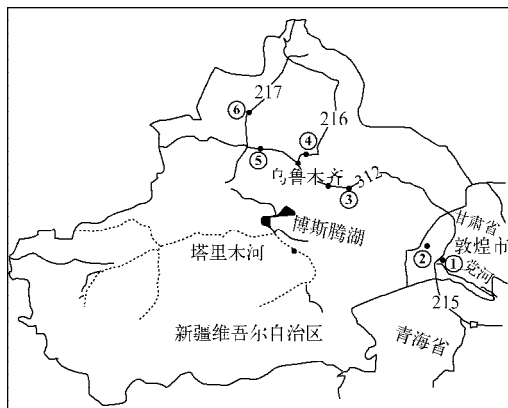 ⑥
217
④
216
⑤
乌鲁木齐
312
③
博斯腾湖
甘肃省
敦煌市
②
①
党河
塔里木河
215
新疆维吾尔自治区
青海省